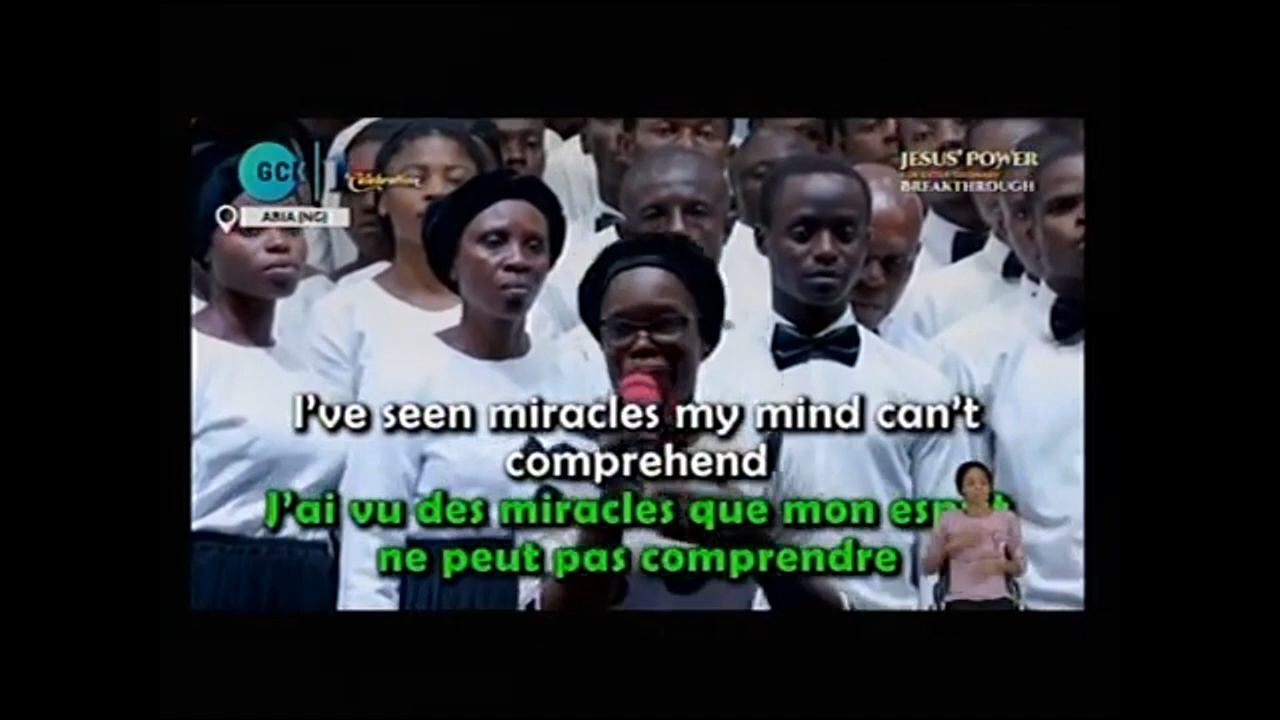 GCK
Celebration
ABIA (NG)
JESUS' POWER
BREAKTHROUGH
I've seen miracles my mind can't
comprehend
J'ai vu des miracles que mon esprit
ne peut pas comprendre